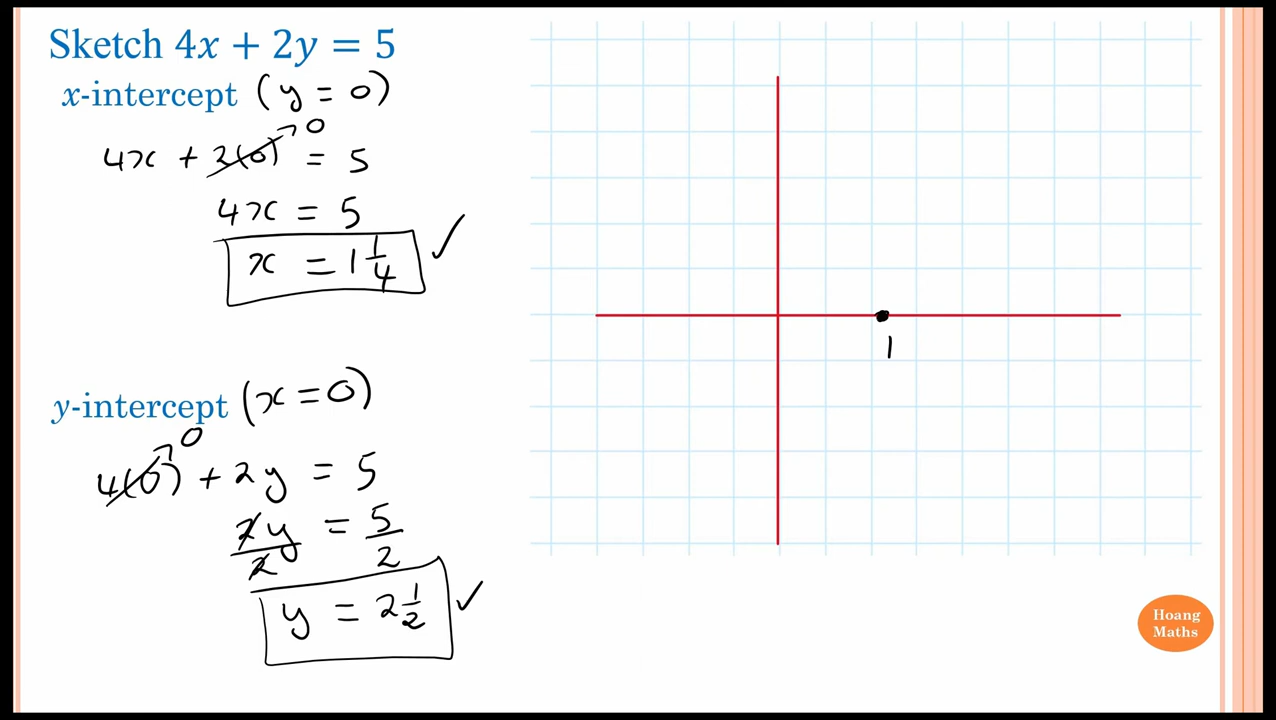 Sketch 4x + 2y = 5
x-intercept (y = 0)
4x + 2(0) → 0 = 5
4x = 5
x = 1 1/4 ✓
y-intercept (x = 0)
4(0) → 0 + 2y = 5
2y/2 = 5/2
y = 2 1/2 ✓
1
Hoang
Maths